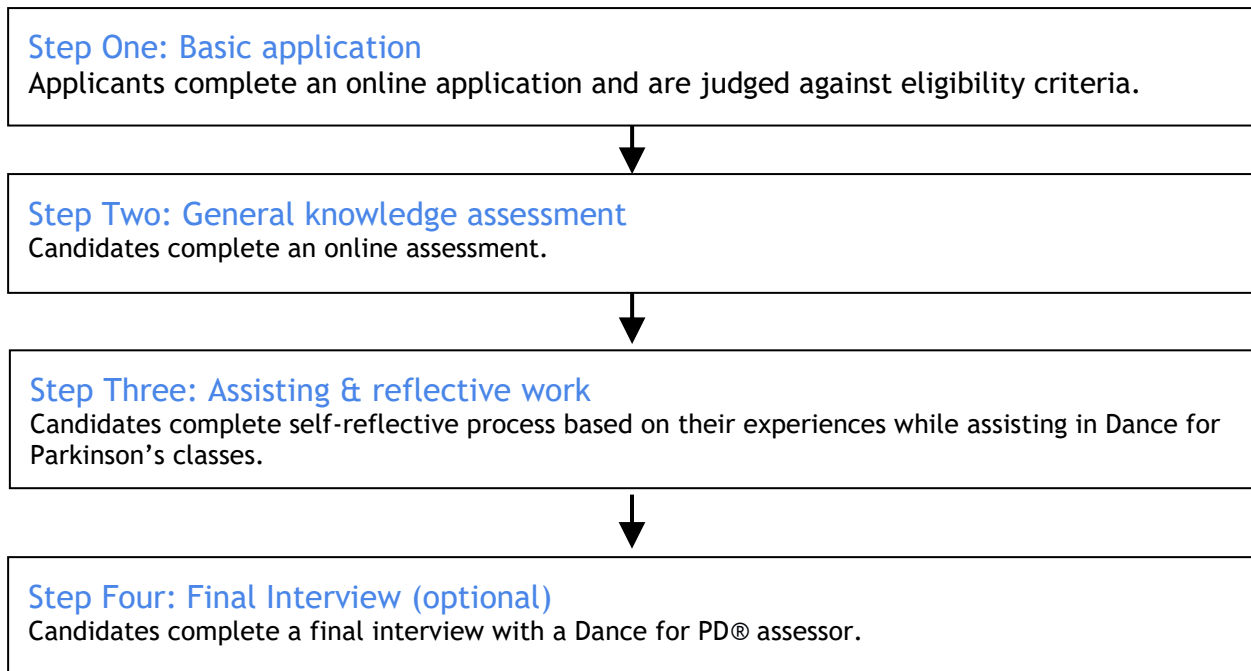 Step One: Basic application
Applicants complete an online application and are judged against eligibility criteria.
Step Two: General knowledge assessment
Candidates complete an online assessment.
Step Three: Assisting & reflective work
Candidates complete self-reflective process based on their experiences while assisting in Dance for
Parkinson’s classes.
Step Four: Final Interview (optional)
Candidates complete a final interview with a Dance for PD® assessor.